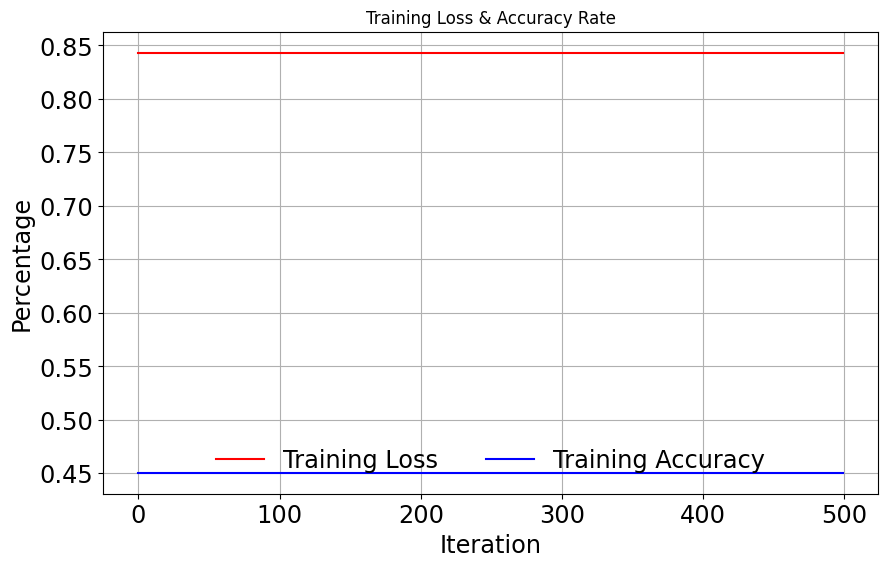 Training Loss & Accuracy Rate
Percentage
0.85
0.80
0.75
0.70
0.65
0.60
0.55
0.50
0.45
Training Loss Training Accuracy
0 100 200 300 400 500
Iteration